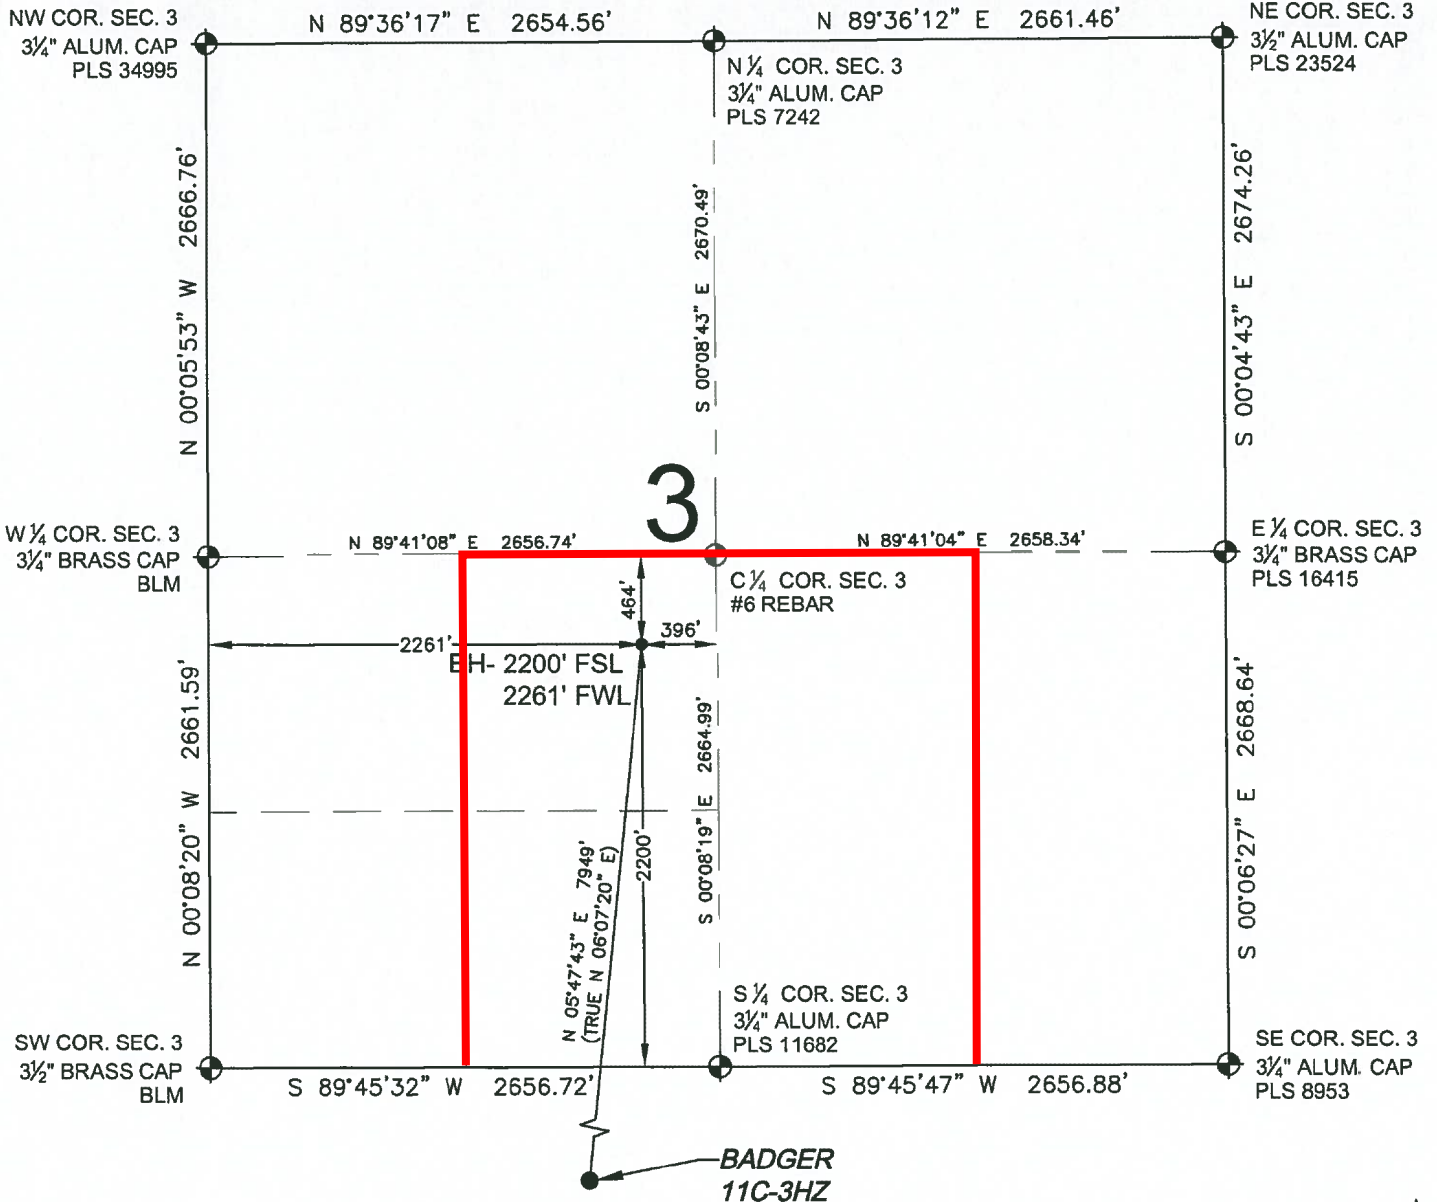 NW COR. SEC. 3
3¼" ALUM. CAP
PLS 34995
N 89°36'17" E 2654.56'
N 89°36'12" E 2661.46'
NE COR. SEC. 3
3½" ALUM. CAP
PLS 23524
N ¼ COR. SEC. 3
3¼" ALUM. CAP
PLS 7242
N 00°05'53" W 2666.76'
S 00°08'43" E 2670.49'
S 00°04'43" E 2674.26'
3
W ¼ COR. SEC. 3
3¼" BRASS CAP
BLM
N 89°41'08" E 2656.74'
N 89°41'04" E 2658.34'
E ¼ COR. SEC. 3
3¼" BRASS CAP
PLS 16415
C ¼ COR. SEC. 3
#6 REBAR
464'
396'
2261'
BH- 2200' FSL
2261' FWL
N 00°08'20" W 2661.59'
N 05°47'43" E 7949'
(TRUE N 06°07'20" E)
2200'
S 00°08'19" E 2664.99'
S 00°06'27" E 2668.64'
S ¼ COR. SEC. 3
3¼" ALUM. CAP
PLS 11682
SW COR. SEC. 3
3½" BRASS CAP
BLM
S 89°45'32" W 2656.72'
S 89°45'47" W 2656.88'
SE COR. SEC. 3
3¼" ALUM. CAP
PLS 8953
BADGER
11C-3HZ